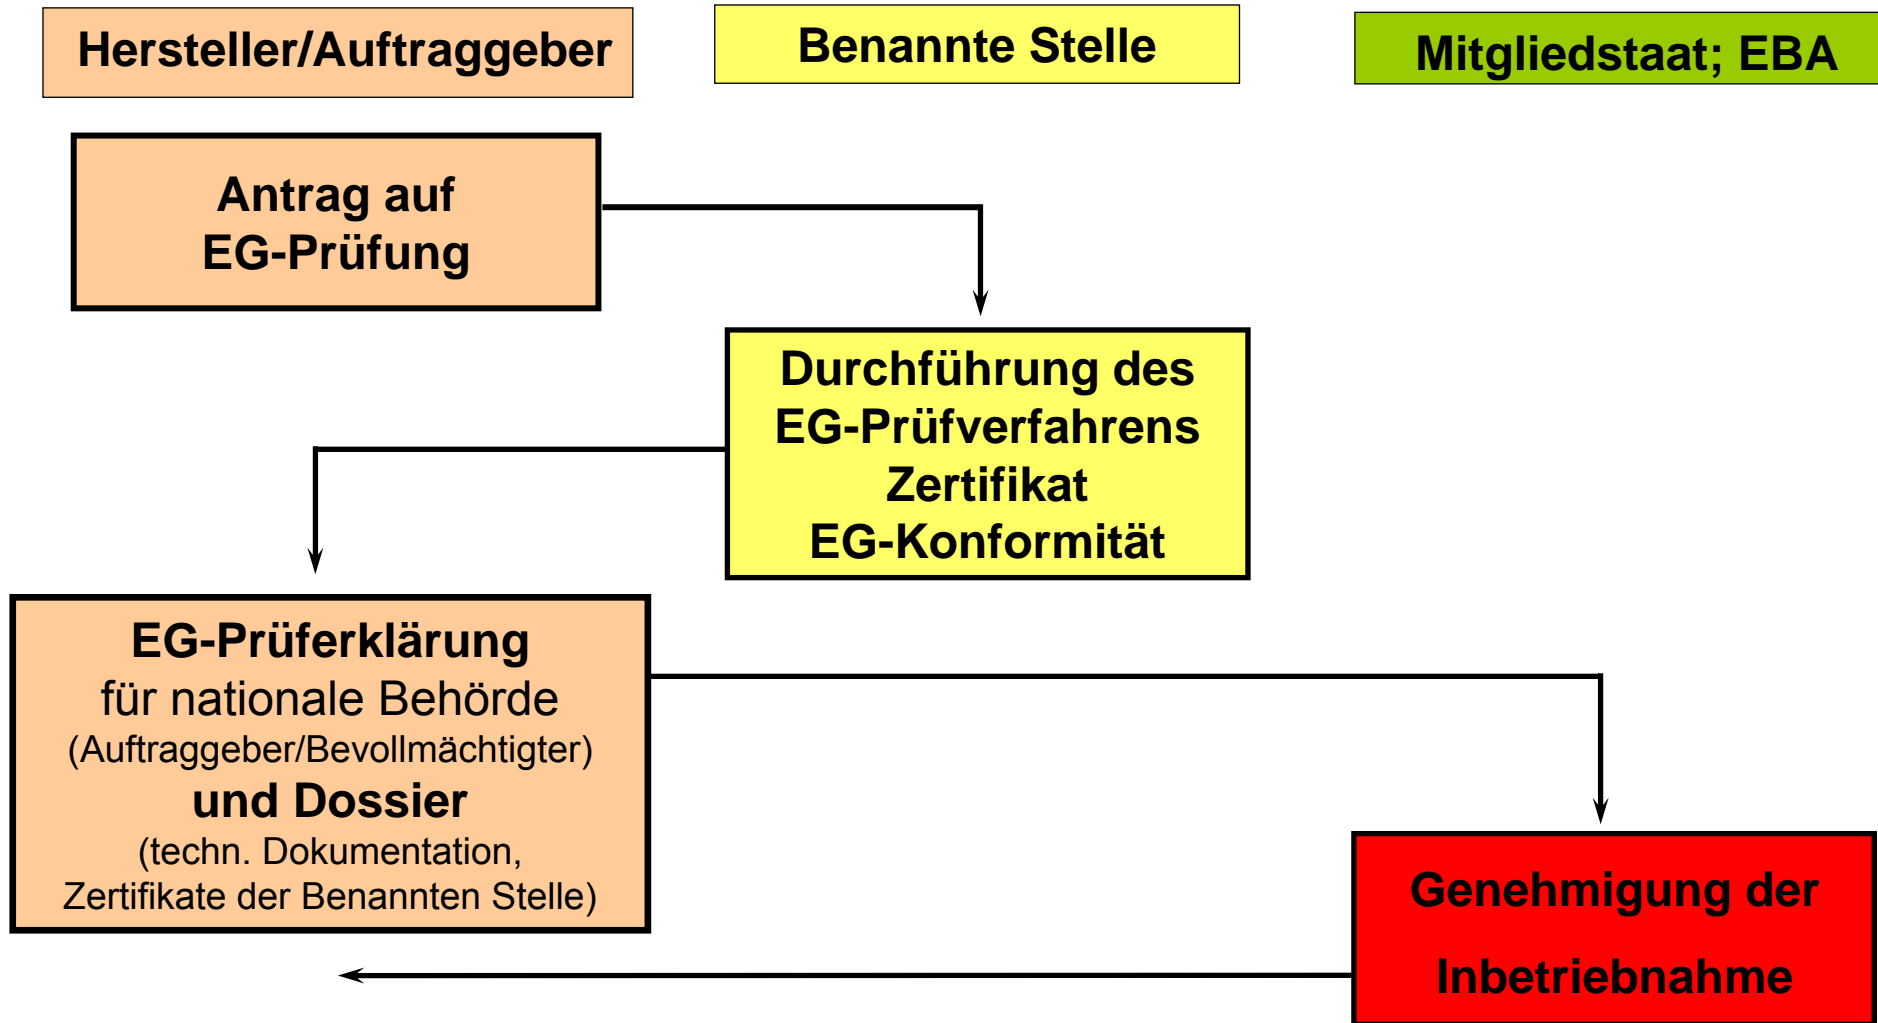 Hersteller/Auftraggeber
Benannte Stelle
Mitgliedstaat; EBA
Antrag auf
EG-Prüfung
Durchführung des
EG-Prüfverfahrens
Zertifikat
EG-Konformität
EG-Prüferklärung
für nationale Behörde
(Auftraggeber/Bevollmächtigter)
und Dossier
(techn. Dokumentation,
Zertifikate der Benannten Stelle)
Genehmigung der
Inbetriebnahme